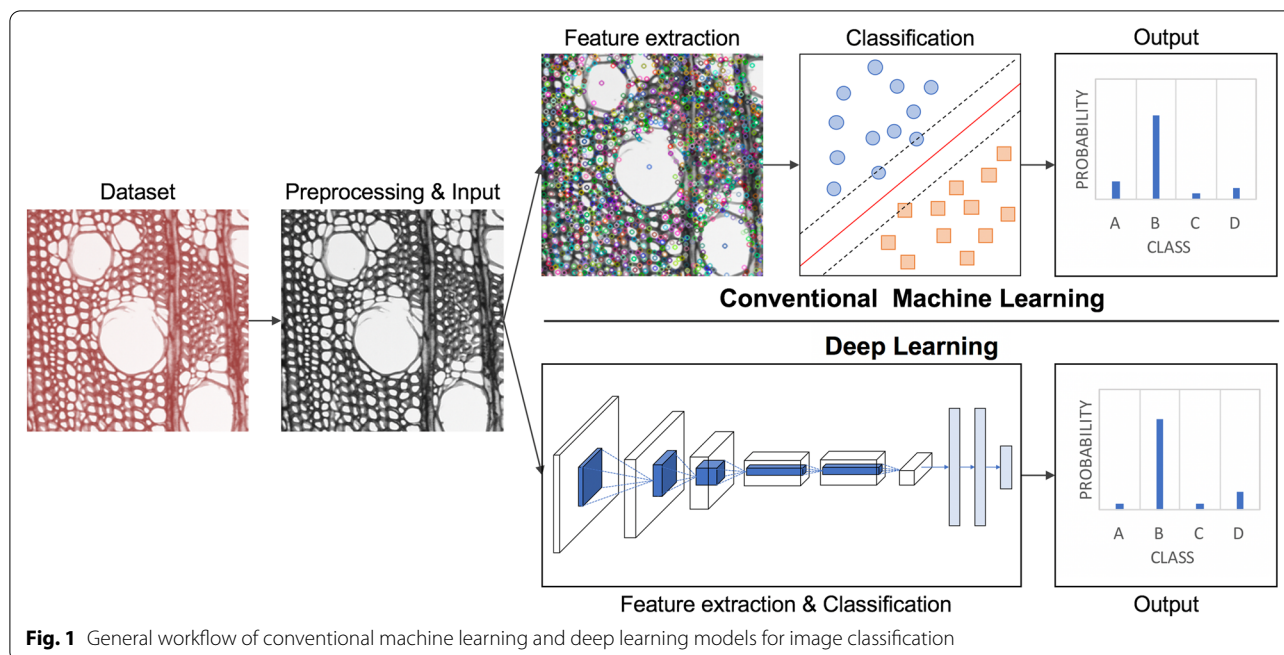 Feature extraction
Classification
Output
Dataset
Preprocessing & Input
PROBABILITY
A B C D
CLASS
Conventional Machine Learning
Deep Learning
PROBABILITY
A B C D
CLASS
Feature extraction & Classification
Output
Fig. 1 General workflow of conventional machine learning and deep learning models for image classification